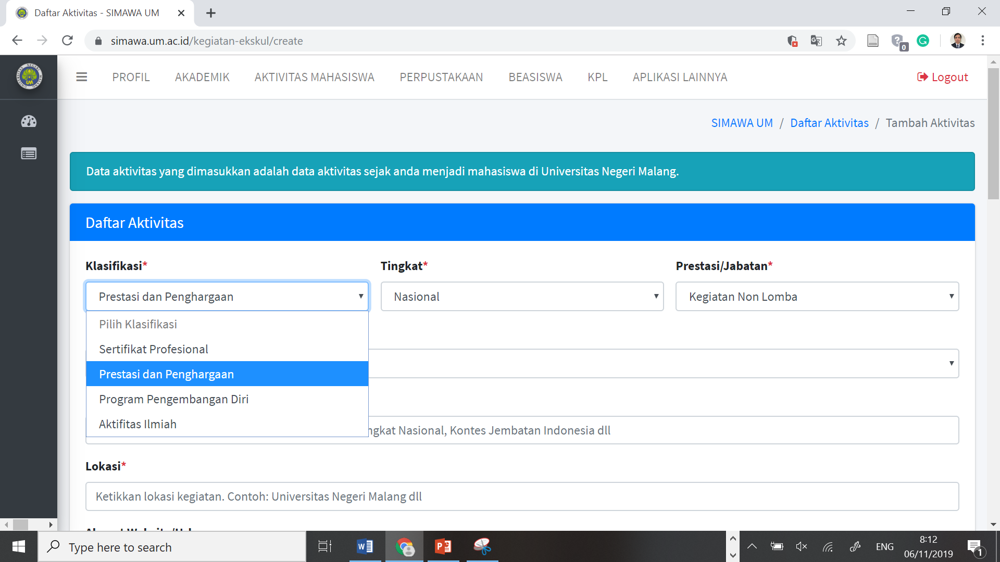 Daftar Aktivitas - SIMAWA UM
simawa.um.ac.id/kegiatan-ekskul/create
0
PROFIL AKADEMIK AKTIVITAS MAHASISWA PERPUSTAKAAN BEASISWA KPL APLIKASI LAINNYA Logout
SIMAWA UM / Daftar Aktivitas / Tambah Aktivitas
Data aktivitas yang dimasukkan adalah data aktivitas sejak anda menjadi mahasiswa di Universitas Negeri Malang.
Daftar Aktivitas
Klasifikasi* Tingkat* Prestasi/Jabatan*
Prestasi dan Penghargaan Nasional Kegiatan Non Lomba
Pilih Klasifikasi
Sertifikat Profesional
Prestasi dan Penghargaan
Program Pengembangan Diri
Aktifitas Ilmiah
Nasional, Kontes Jembatan Indonesia dll
Lokasi*
Ketikkan lokasi kegiatan. Contoh: Universitas Negeri Malang dll
Type here to search
ENG
8:12
06/11/2019
1